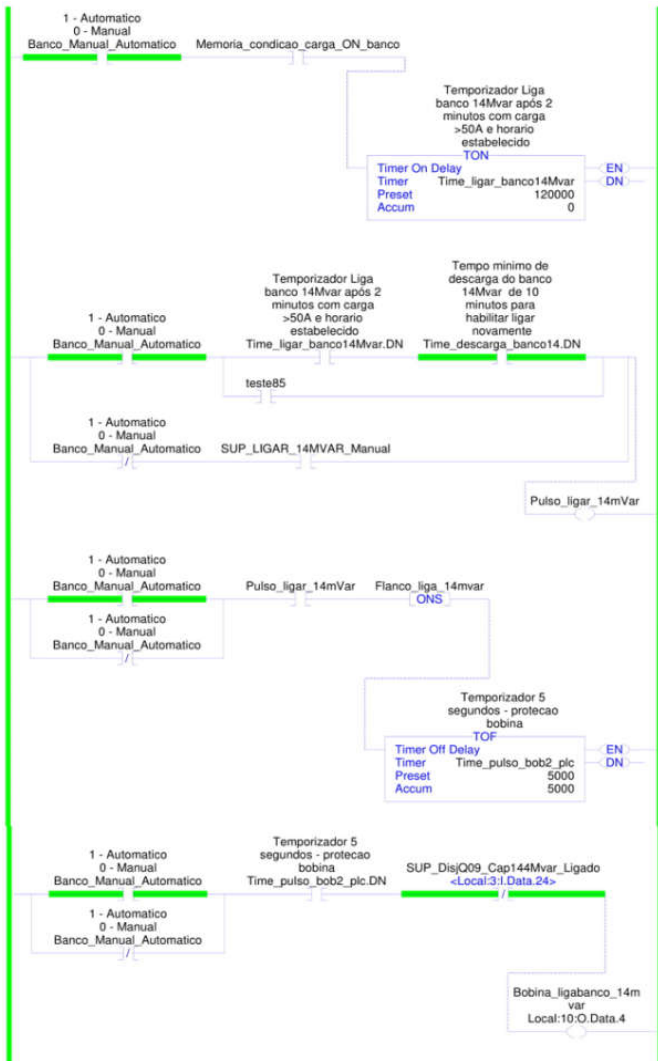 1 - Automatico
0 - Manual
Banco_Manual_Automatico
Memoria_condicao_carga_ON_banco
Temporizador Liga
banco 14Mvar após 2
minutos com carga
>50A e horario
estabelecido
TON
Timer On Delay
Timer Time_ligar_banco14Mvar
Preset 120000
Accum 0
EN
DN
1 - Automatico
0 - Manual
Banco_Manual_Automatico
Temporizador Liga
banco 14Mvar após 2
minutos com carga
>50A e horario
estabelecido
Time_ligar_banco14Mvar.DN
Tempo minimo de
descarga do banco
14Mvar de 10
minutos para
habilitar ligar
novamente
Time_descarga_banco14.DN
teste85
1 - Automatico
0 - Manual
Banco_Manual_Automatico
SUP_LIGAR_14MVAR_Manual
Pulso_ligar_14mVar
1 - Automatico
0 - Manual
Banco_Manual_Automatico
Pulso_ligar_14mVar
Flanco_liga_14mvar
ONS
1 - Automatico
0 - Manual
Banco_Manual_Automatico
Temporizador 5
segundos - protecao
bobina
TOF
Timer Off Delay
Timer Time_pulso_bob2_plc
Preset 5000
Accum 5000
EN
DN
1 - Automatico
0 - Manual
Banco_Manual_Automatico
Temporizador 5
segundos - protecao
bobina
Time_pulso_bob2_plc.DN
SUP_DisjQ09_Cap144Mvar_Ligado
<Local:3:I.Data.24>
1 - Automatico
0 - Manual
Banco_Manual_Automatico
Bobina_ligabanco_14m
var
Local:10:O.Data.4